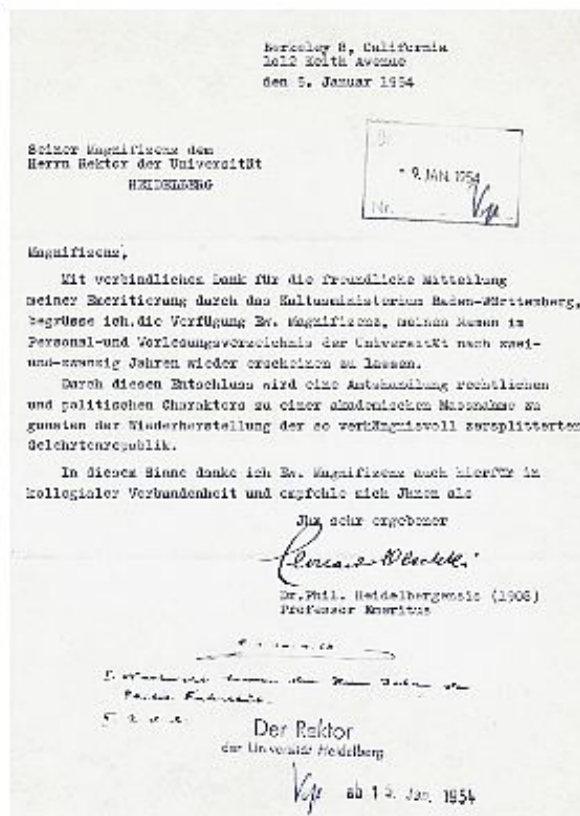 Berkeley 8, California
1012 Keith Avenue
den 5. Januar 1954
Seiner Magnifizenz dem
Herrn Rektor der Universität
HEIDELBERG
9. JAN. 1954
Nr.
Magnifizenz,
Mit verbindlichem Dank für die freundliche Mitteilung
meiner Emeritierung durch das Kultusministerium Baden-Württemberg,
begrüsse ich die Verfügung Ew. Magnifizenz, meinen Namen im
Personal-und Vorlesungsverzeichnis der Universität nach zwei-
und-zwanzig Jahren wieder erscheinen zu lassen.
Durch diesen Entschluss wird eine Amtshandlung rechtlichen
und politischen Charakters zu einer akademischen Massnahme zu
gunsten der Wiederherstellung der so verhängnisvoll zersplitterten
Gelehrtenrepublik.
In diesem Sinne danke ich Ew. Magnifizenz auch hierfür in
kollegialer Verbundenheit und empfehle mich Ihnen als
Ihr sehr ergebener
Dr.Phil. Heidelbergensis (1908)
Professor Emeritus
Der Rektor
der Universität Heidelberg
ab 1 Jan. 1954